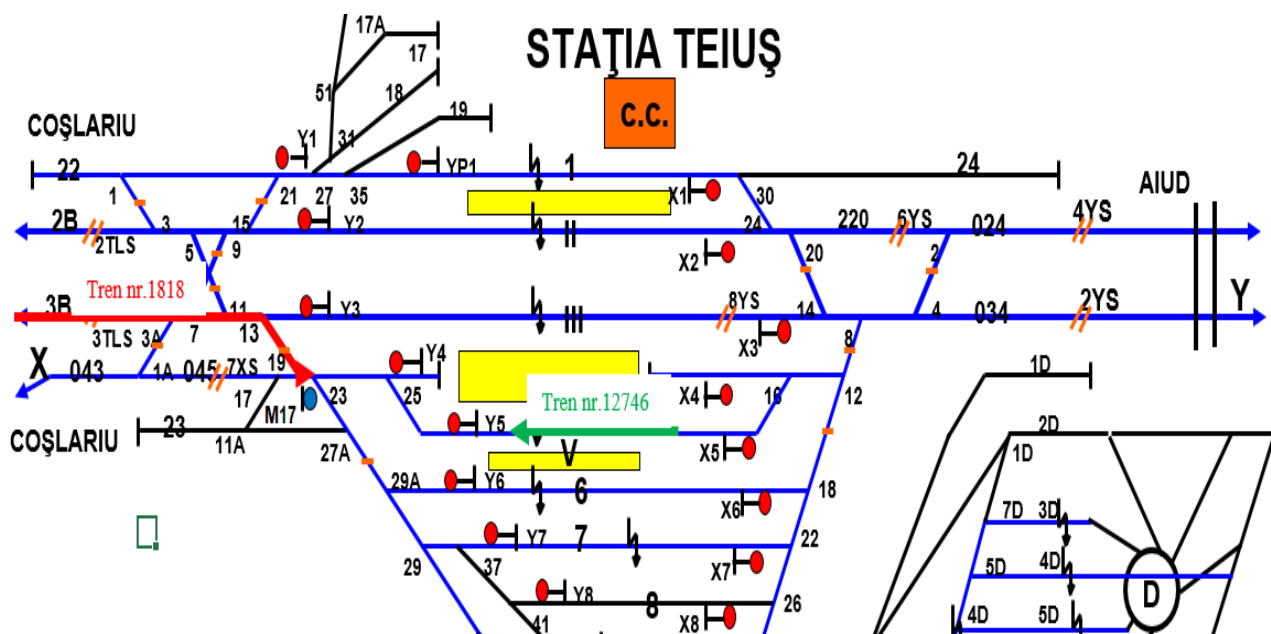 STAŢIA TEIUŞ
17A
17
51
18
19
C.C.
COŞLARIU
Y1
31
YP1
1
24
22
1
21
27
35
X1
30
AIUD
3
15
Y2
24
220
6YS
024
4YS
2B
2TLS
5
9
II
X2
20
2
Tren nr.1818
3B
11
Y3
III
8YS
14
4
034
2YS
Y
3TLS
3A
7
13
X3
8
X
043
1A
045
7XS
19
Y4
1D
17
M17
23
25
Tren nr.12746
X4
16
12
COŞLARIU
23
11A
27A
Y5
V
X5
2D
1D
29A
Y6
6
X6
18
7D
3D
Y7
7
22
29
37
X7
5D
4D
D
Y8
8
26
41
X8
4D
5D